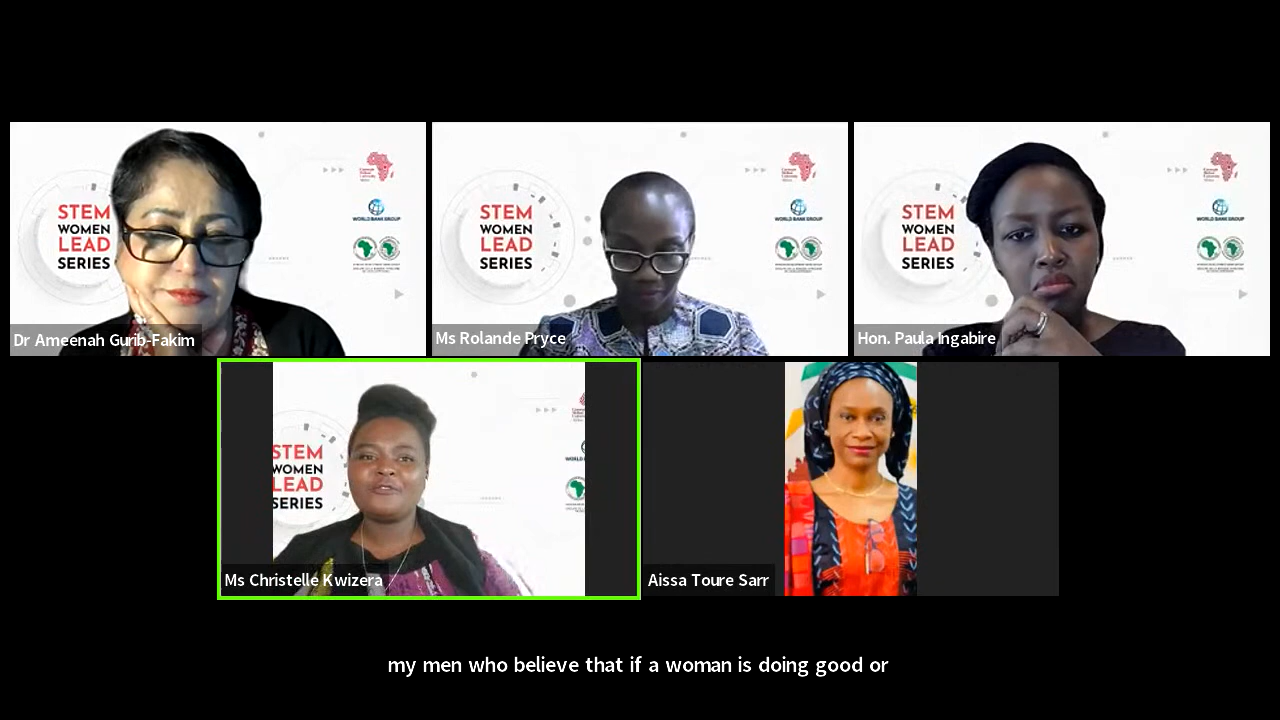 STEM
WOMEN
LEAD
SERIES
WORLD BANK GROUP
Dr Ameenah Gurib-Fakim
STEM
WOMEN
LEAD
SERIES
WORLD BANK GROUP
Ms Rolande Pryce
STEM
WOMEN
LEAD
SERIES
WORLD BANK GROUP
Hon. Paula Ingabire
STEM
WOMEN
LEAD
SERIES
Ms Christelle Kwizera
Aissa Toure Sarr
my men who believe that if a woman is doing good or